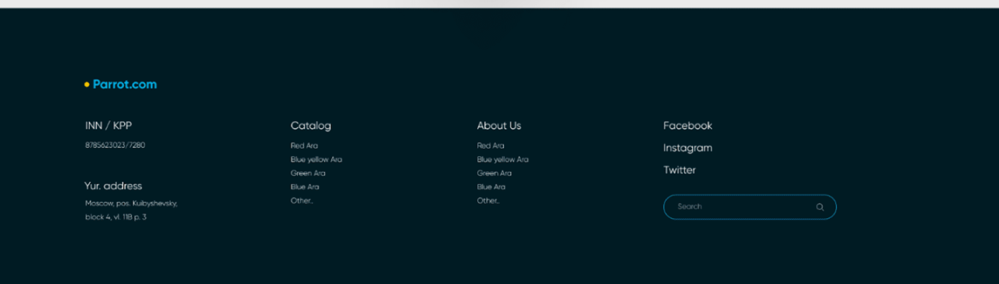 Parrot.com
INN / KPP
8785623023/7280
Yur. address
Moscow, pos. Kuibyshevsky,
block 4, vl. 11B p. 3
Catalog
Red Ara
Blue yellow Ara
Green Ara
Blue Ara
Other..
About Us
Red Ara
Blue yellow Ara
Green Ara
Blue Ara
Other..
Facebook
Instagram
Twitter
Search